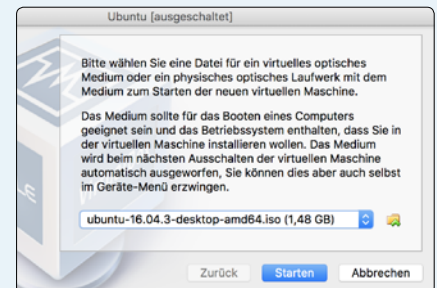 Ubuntu [ausgeschaltet]
Bitte wählen Sie eine Datei für ein virtuelles optisches
Medium oder ein physisches optisches Laufwerk mit dem
Medium zum Starten der neuen virtuellen Maschine.
Das Medium sollte für das Booten eines Computers
geeignet sein und das Betriebssystem enthalten, dass Sie in
der virtuellen Maschine installieren wollen. Das Medium
wird beim nächsten Ausschalten der virtuellen Maschine
automatisch ausgeworfen, Sie können dies aber auch selbst
im Geräte-Menü erzwingen.
ubuntu-16.04.3-desktop-amd64.iso (1,48 GB)
Zurück Starten Abbrechen